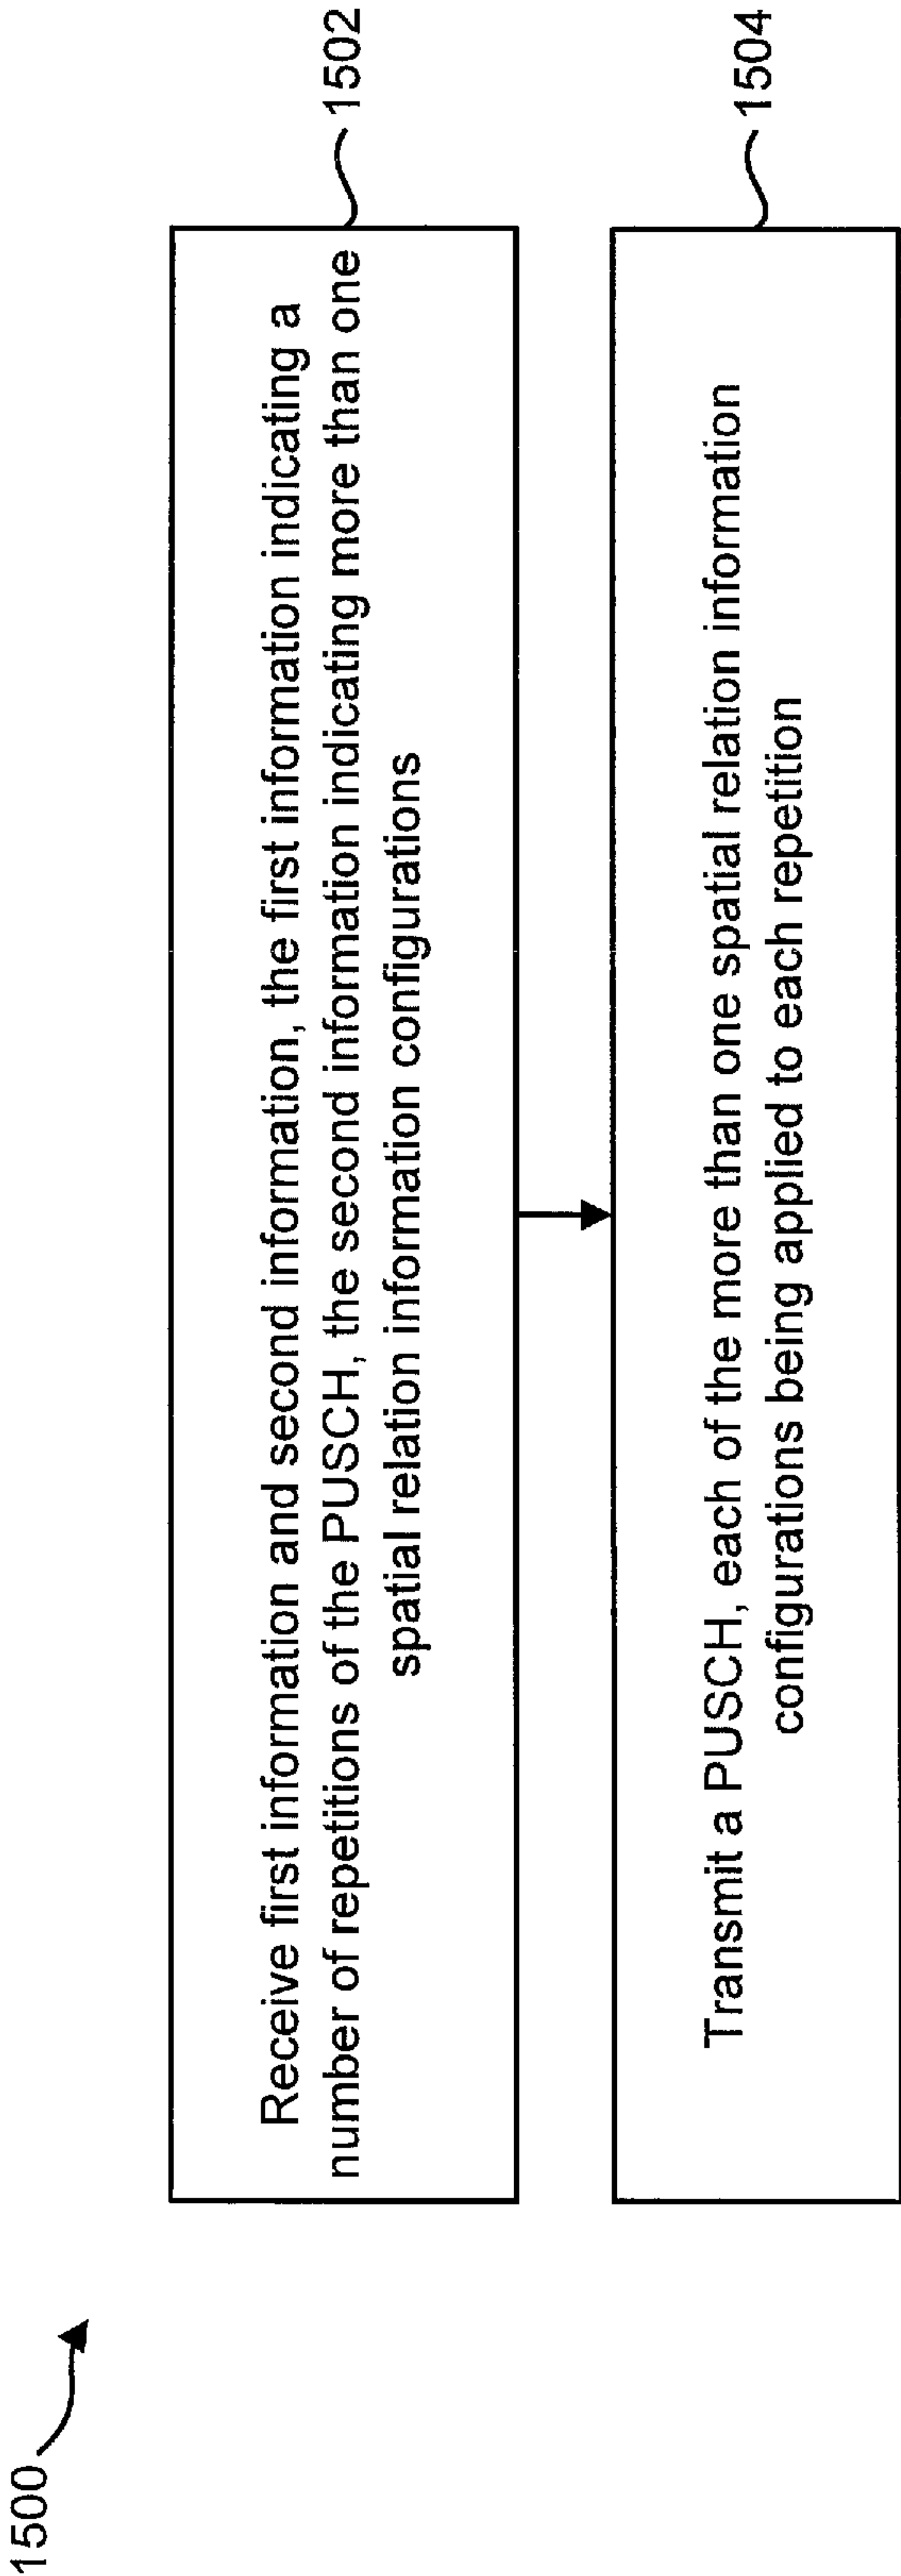 1500
Receive first information and second information, the first information indicating a
number of repetitions of the PUSCH, the second information indicating more than one
spatial relation information configurations
1502
Transmit a PUSCH, each of the more than one spatial relation information
configurations being applied to each repetition
1504